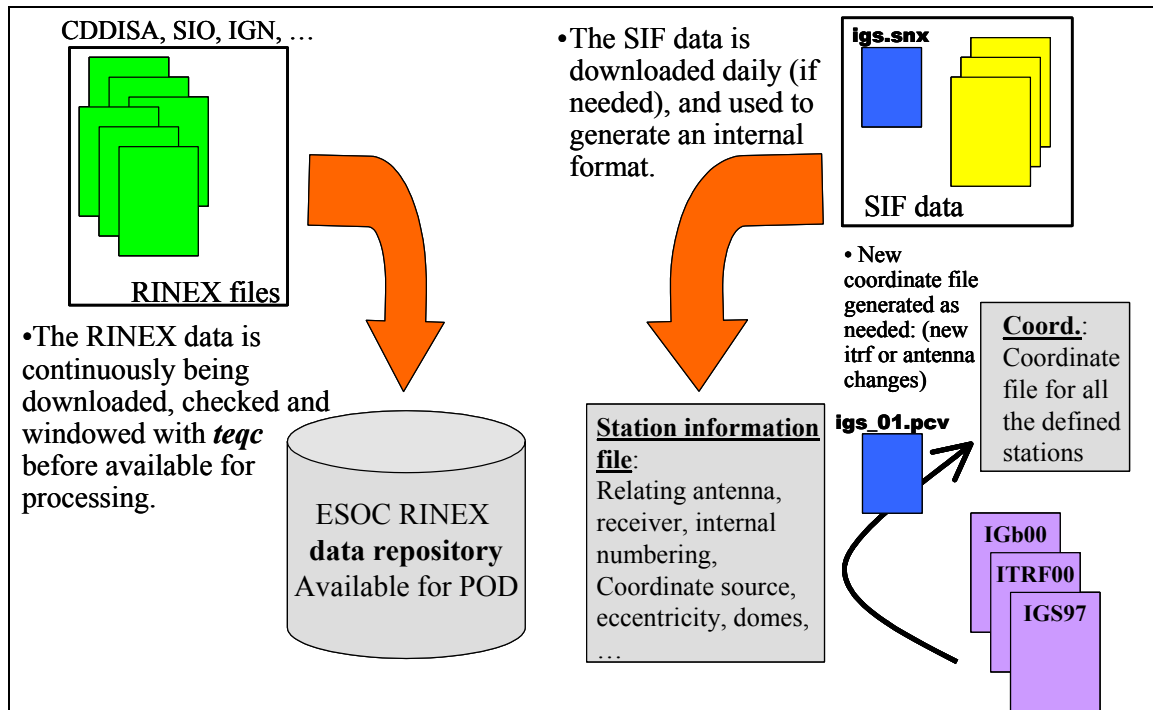 CDDISA, SIO, IGN, …
RINEX files
•The RINEX data is
continuously being
downloaded, checked and
windowed with teqc
before available for
processing.
ESOC RINEX
data repository
Available for POD
•The SIF data is
downloaded daily (if
needed), and used to
generate an internal
format.
igs.snx
SIF data
• New
coordinate file
generated as
needed: (new
itrf or antenna
changes)
Station information
file:
Relating antenna,
receiver, internal
numbering,
Coordinate source,
eccentricity, domes,
…
igs_01.pcv
Coord.:
Coordinate
file for all
the defined
stations
IGb00
ITRF00
IGS97